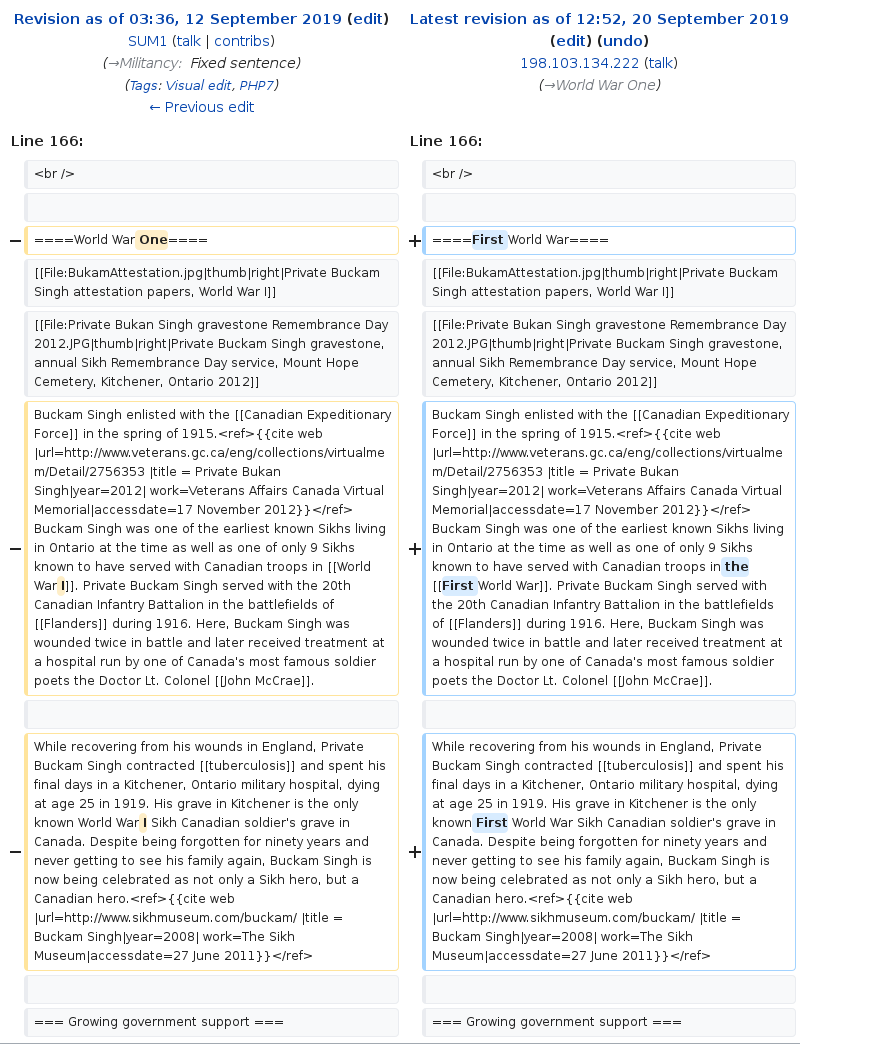 Revision as of 03:36, 12 September 2019 (edit)
SUM1 (talk | contribs)
(→Militancy: Fixed sentence)
(Tags: Visual edit, PHP7)
← Previous edit
Latest revision as of 12:52, 20 September 2019
(edit) (undo)
198.103.134.222 (talk)
(→World War One)
Line 166:
Line 166:
<br />
<br />
− ====World War One====
+ ====First World War====
[[File:BukamAttestation.jpg|thumb|right|Private Buckam
Singh attestation papers, World War I]]
[[File:BukamAttestation.jpg|thumb|right|Private Buckam
Singh attestation papers, World War I]]
[[File:Private Bukan Singh gravestone Remembrance Day
2012.JPG|thumb|right|Private Buckam Singh gravestone,
annual Sikh Remembrance Day service, Mount Hope
Cemetery, Kitchener, Ontario 2012]]
[[File:Private Bukan Singh gravestone Remembrance Day
2012.JPG|thumb|right|Private Buckam Singh gravestone,
annual Sikh Remembrance Day service, Mount Hope
Cemetery, Kitchener, Ontario 2012]]
Buckam Singh enlisted with the [[Canadian Expeditionary
Force]] in the spring of 1915.<ref>{{cite web
|url=http://www.veterans.gc.ca/eng/collections/virtualme
m/Detail/2756353 |title = Private Bukan
Singh|year=2012| work=Veterans Affairs Canada Virtual
Memorial|accessdate=17 November 2012}}</ref>
Buckam Singh was one of the earliest known Sikhs living
− in Ontario at the time as well as one of only 9 Sikhs
known to have served with Canadian troops in [[World
War I]]. Private Buckam Singh served with the 20th
Canadian Infantry Battalion in the battlefields of
[[Flanders]] during 1916. Here, Buckam Singh was
wounded twice in battle and later received treatment at
a hospital run by one of Canada's most famous soldier
poets the Doctor Lt. Colonel [[John McCrae]].
Buckam Singh enlisted with the [[Canadian Expeditionary
Force]] in the spring of 1915.<ref>{{cite web
|url=http://www.veterans.gc.ca/eng/collections/virtualme
m/Detail/2756353 |title = Private Bukan
Singh|year=2012| work=Veterans Affairs Canada Virtual
Memorial|accessdate=17 November 2012}}</ref>
Buckam Singh was one of the earliest known Sikhs living
+ in Ontario at the time as well as one of only 9 Sikhs
known to have served with Canadian troops in the
[[First World War]]. Private Buckam Singh served with
the 20th Canadian Infantry Battalion in the battlefields
of [[Flanders]] during 1916. Here, Buckam Singh was
wounded twice in battle and later received treatment at
a hospital run by one of Canada's most famous soldier
poets the Doctor Lt. Colonel [[John McCrae]].
While recovering from his wounds in England, Private
Buckam Singh contracted [[tuberculosis]] and spent his
final days in a Kitchener, Ontario military hospital, dying
at age 25 in 1919. His grave in Kitchener is the only
known World War I Sikh Canadian soldier's grave in
Canada. Despite being forgotten for ninety years and
− never getting to see his family again, Buckam Singh is
now being celebrated as not only a Sikh hero, but a
Canadian hero.<ref>{{cite web
|url=http://www.sikhmuseum.com/buckam/ |title =
Buckam Singh|year=2008| work=The Sikh
Museum|accessdate=27 June 2011}}</ref>
While recovering from his wounds in England, Private
Buckam Singh contracted [[tuberculosis]] and spent his
final days in a Kitchener, Ontario military hospital, dying
at age 25 in 1919. His grave in Kitchener is the only
known First World War Sikh Canadian soldier's grave in
Canada. Despite being forgotten for ninety years and
+ never getting to see his family again, Buckam Singh is
now being celebrated as not only a Sikh hero, but a
Canadian hero.<ref>{{cite web
|url=http://www.sikhmuseum.com/buckam/ |title =
Buckam Singh|year=2008| work=The Sikh
Museum|accessdate=27 June 2011}}</ref>
=== Growing government support ===
=== Growing government support ===